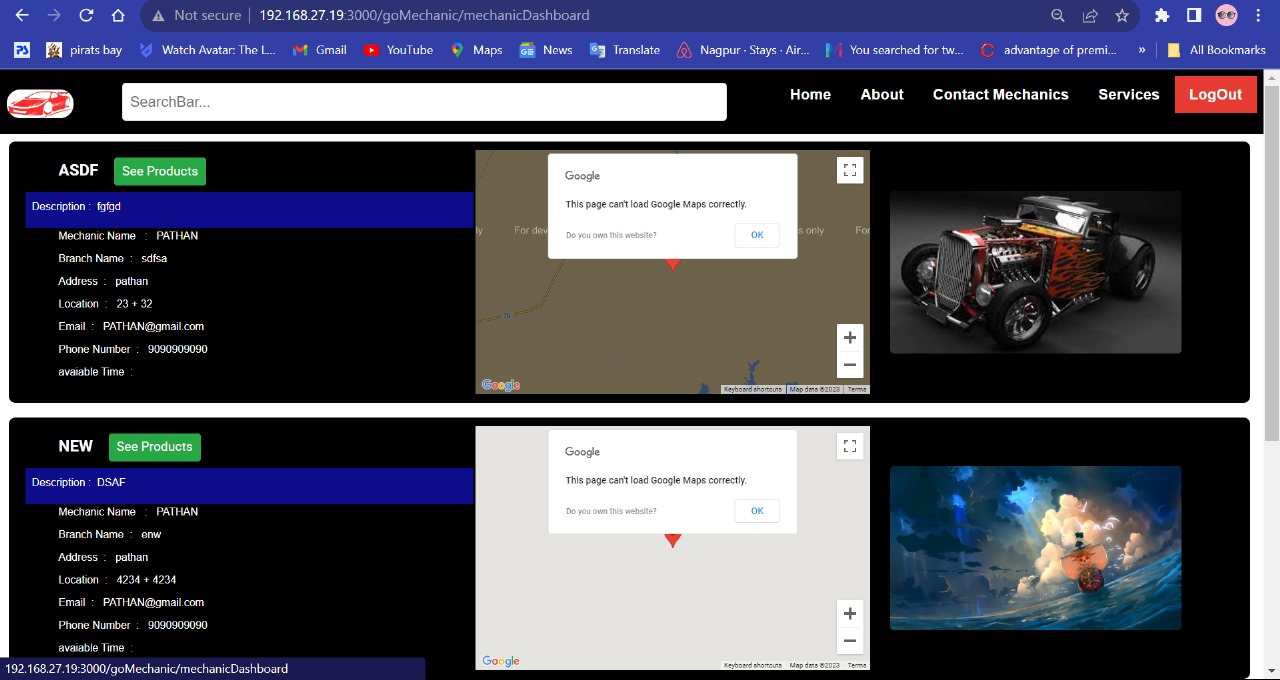 Not secure 192.168.27.19:3000/goMechanic/mechanicDashboard
PS pirats bay Watch Avatar: The L... Gmail YouTube Maps News Translate Nagpur · Stays · Air... You searched for tw... advantage of premi... » All Bookmarks
SearchBar... Home About Contact Mechanics Services LogOut
ASDF See Products
Description : fgfgd
Mechanic Name : PATHAN
Branch Name : sdfsa
Address : pathan
Location : 23 + 32
Email : PATHAN@gmail.com
Phone Number : 9090909090
avaiable Time :
Google
This page can't load Google Maps correctly.
Do you own this website? OK
ly For dev s only For
Google Keyboard shortcuts Map data ©2023 Terms
NEW See Products
Description : DSAF
Mechanic Name : PATHAN
Branch Name : enw
Address : pathan
Location : 4234 + 4234
Email : PATHAN@gmail.com
Phone Number : 9090909090
avaiable Time :
Google
This page can't load Google Maps correctly.
Do you own this website? OK
Google Keyboard shortcuts Map data ©2023 Terms
192.168.27.19:3000/goMechanic/mechanicDashboard